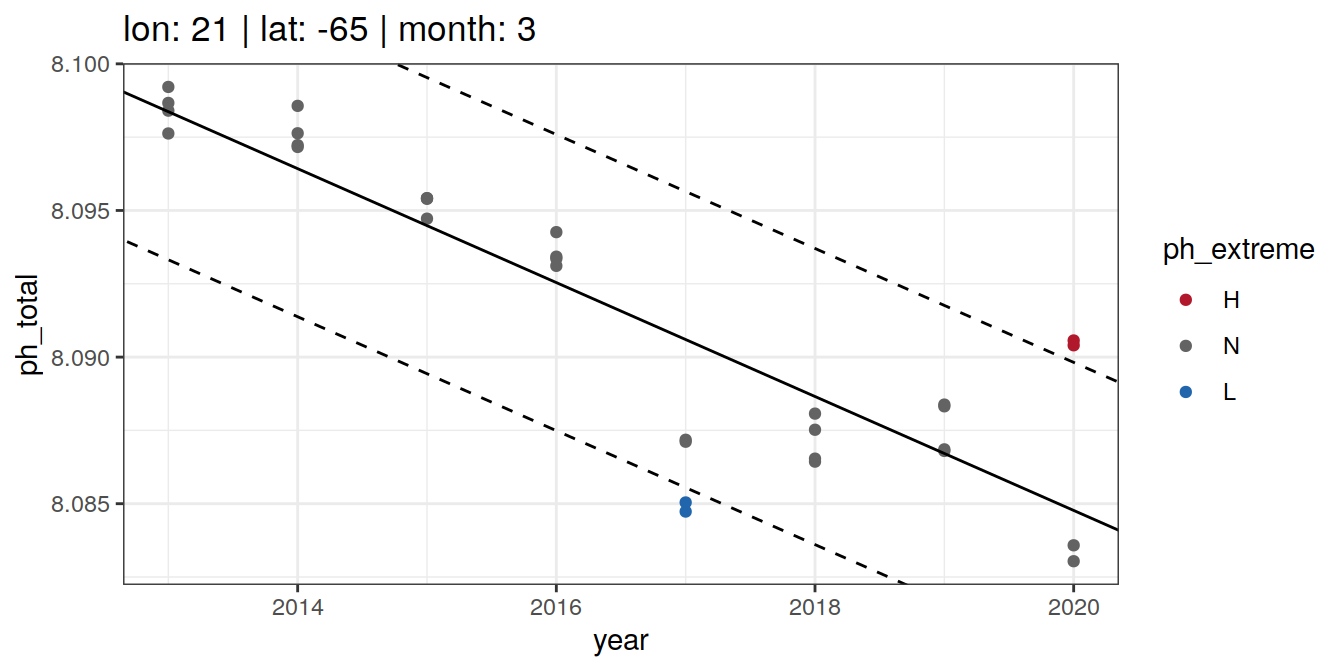 lon: 21 | lat: -65 | month: 3
8.100
8.095
8.090
8.085
ph_total
2014
2016
2018
2020
year
ph_extreme
H
N
L